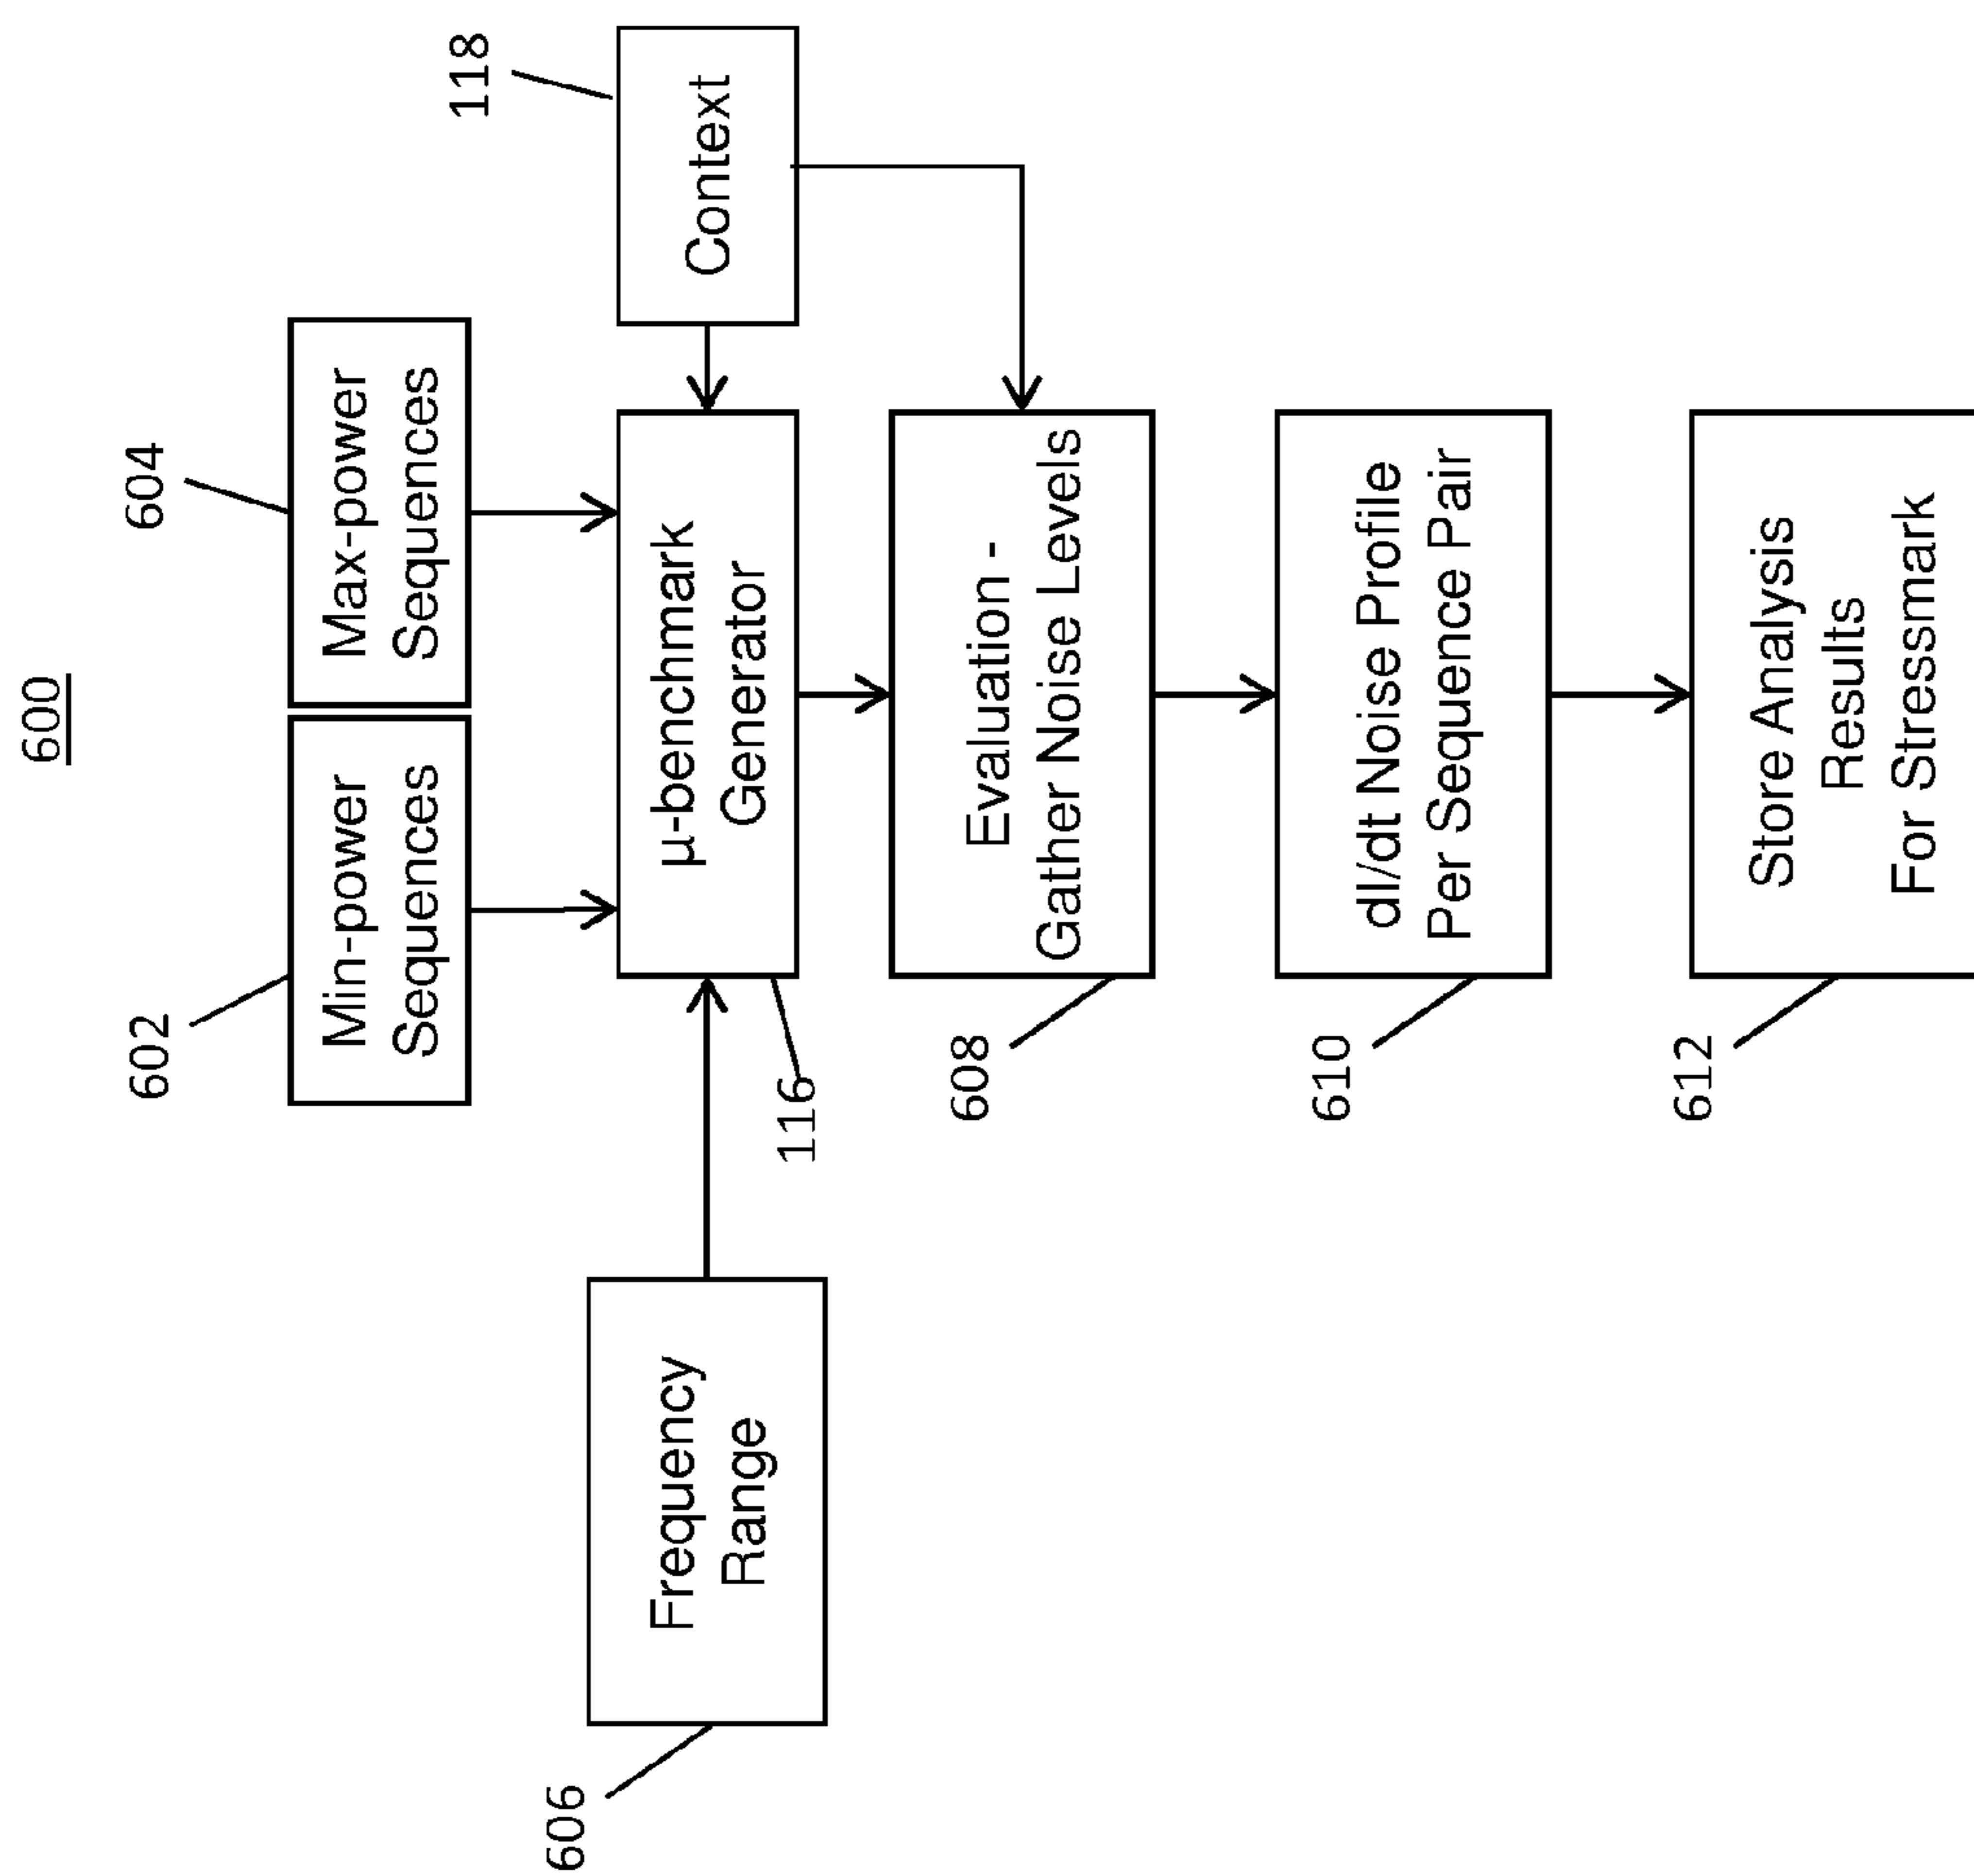 600
602
604
Min-power
Sequences
Max-power
Sequences
118
Context
606
Frequency
Range
µ-benchmark
Generator
116
608
Evaluation -
Gather Noise Levels
610
dI/dt Noise Profile
Per Sequence Pair
612
Store Analysis
Results
For Stressmark